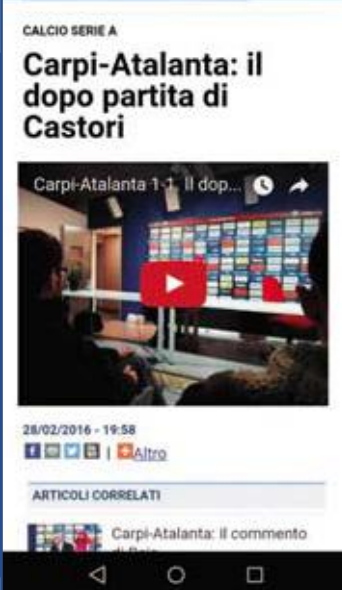 CALCIO SERIE A
Carpi-Atalanta: il
dopo partita di
Castori
Carpi-Atalanta 1-1 Il dop...
28/02/2016 - 19:58
| Altro
ARTICOLI CORRELATI
Carpi-Atalanta: il commento
di